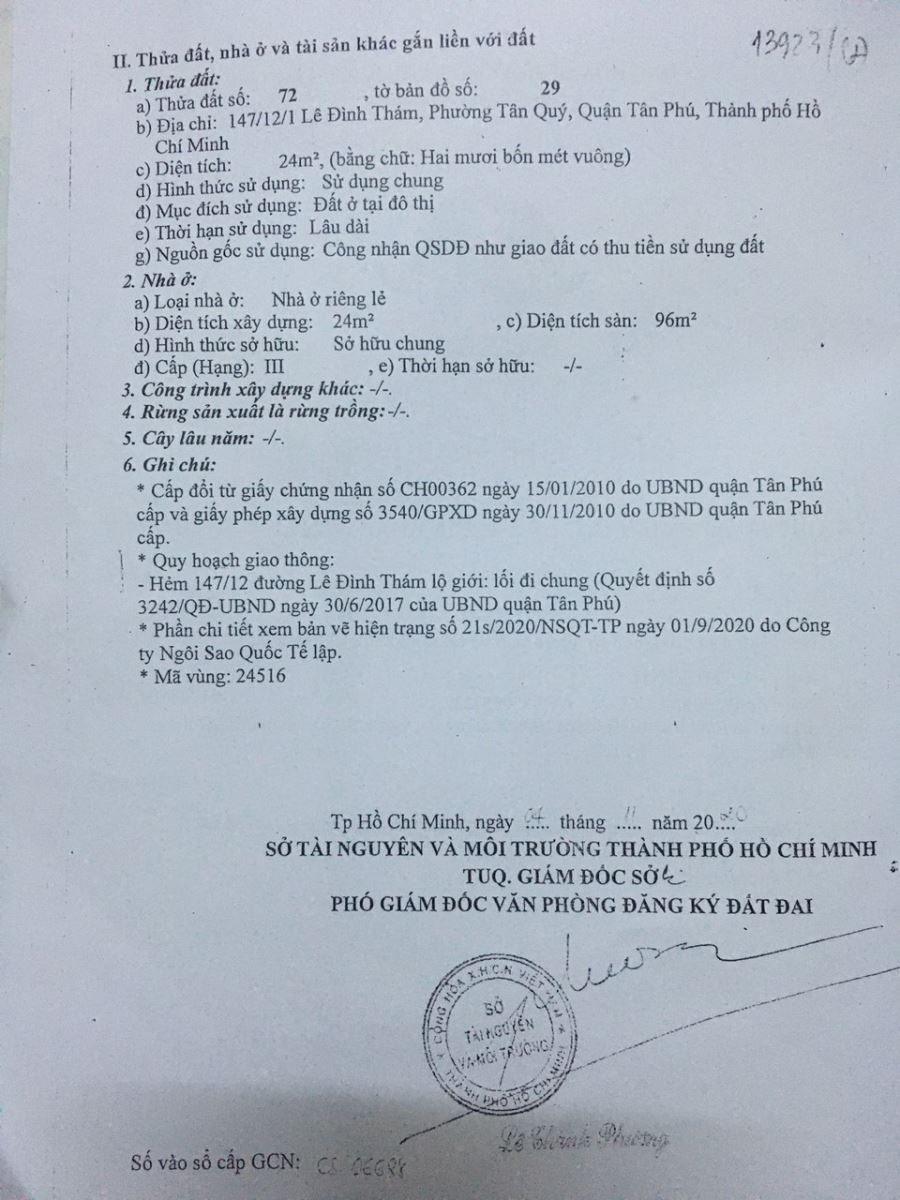 13923/
II. Thửa đất, nhà ở và tài sản khác gắn liền với đất
1. Thửa đất:
a) Thửa đất số: 72 , tờ bản đồ số: 29
b) Địa chỉ: 147/12/1 Lê Đình Thám, Phường Tân Quý, Quận Tân Phú, Thành phố Hồ
Chí Minh
c) Diện tích: 24m², (bằng chữ: Hai mươi bốn mét vuông)
d) Hình thức sử dụng: Sử dụng chung
đ) Mục đích sử dụng: Đất ở tại đô thị
e) Thời hạn sử dụng: Lâu dài
g) Nguồn gốc sử dụng: Công nhận QSDĐ như giao đất có thu tiền sử dụng đất
2. Nhà ở:
a) Loại nhà ở: Nhà ở riêng lẻ
b) Diện tích xây dựng: 24m² , c) Diện tích sàn: 96m²
d) Hình thức sở hữu: Sở hữu chung
đ) Cấp (Hạng): III , e) Thời hạn sở hữu: -/-
3. Công trình xây dựng khác: -/-.
4. Rừng sản xuất là rừng trồng: -/-.
5. Cây lâu năm: -/-.
6. Ghi chú:
* Cấp đổi từ giấy chứng nhận số CH00362 ngày 15/01/2010 do UBND quận Tân Phú
cấp và giấy phép xây dựng số 3540/GPXD ngày 30/11/2010 do UBND quận Tân Phú
cấp.
* Quy hoạch giao thông:
- Hẻm 147/12 đường Lê Đình Thám lộ giới: lối đi chung (Quyết định số
3242/QĐ-UBND ngày 30/6/2017 của UBND quận Tân Phú)
* Phần chi tiết xem bản vẽ hiện trạng số 21s/2020/NSQT-TP ngày 01/9/2020 do Công
ty Ngôi Sao Quốc Tế lập.
* Mã vùng: 24516
Tp Hồ Chí Minh, ngày ..... tháng 11 năm 2020
SỞ TÀI NGUYÊN VÀ MÔI TRƯỜNG THÀNH PHỐ HỒ CHÍ MINH
TUQ. GIÁM ĐỐC SỞ
PHÓ GIÁM ĐỐC VĂN PHÒNG ĐĂNG KÝ ĐẤT ĐAI
CỘNG HÒA X.H.C.N VIỆT NAM
SỞ
TÀI NGUYÊN
VÀ MÔI TRƯỜNG
THÀNH PHỐ HỒ CHÍ MINH
Số vào sổ cấp GCN: CS